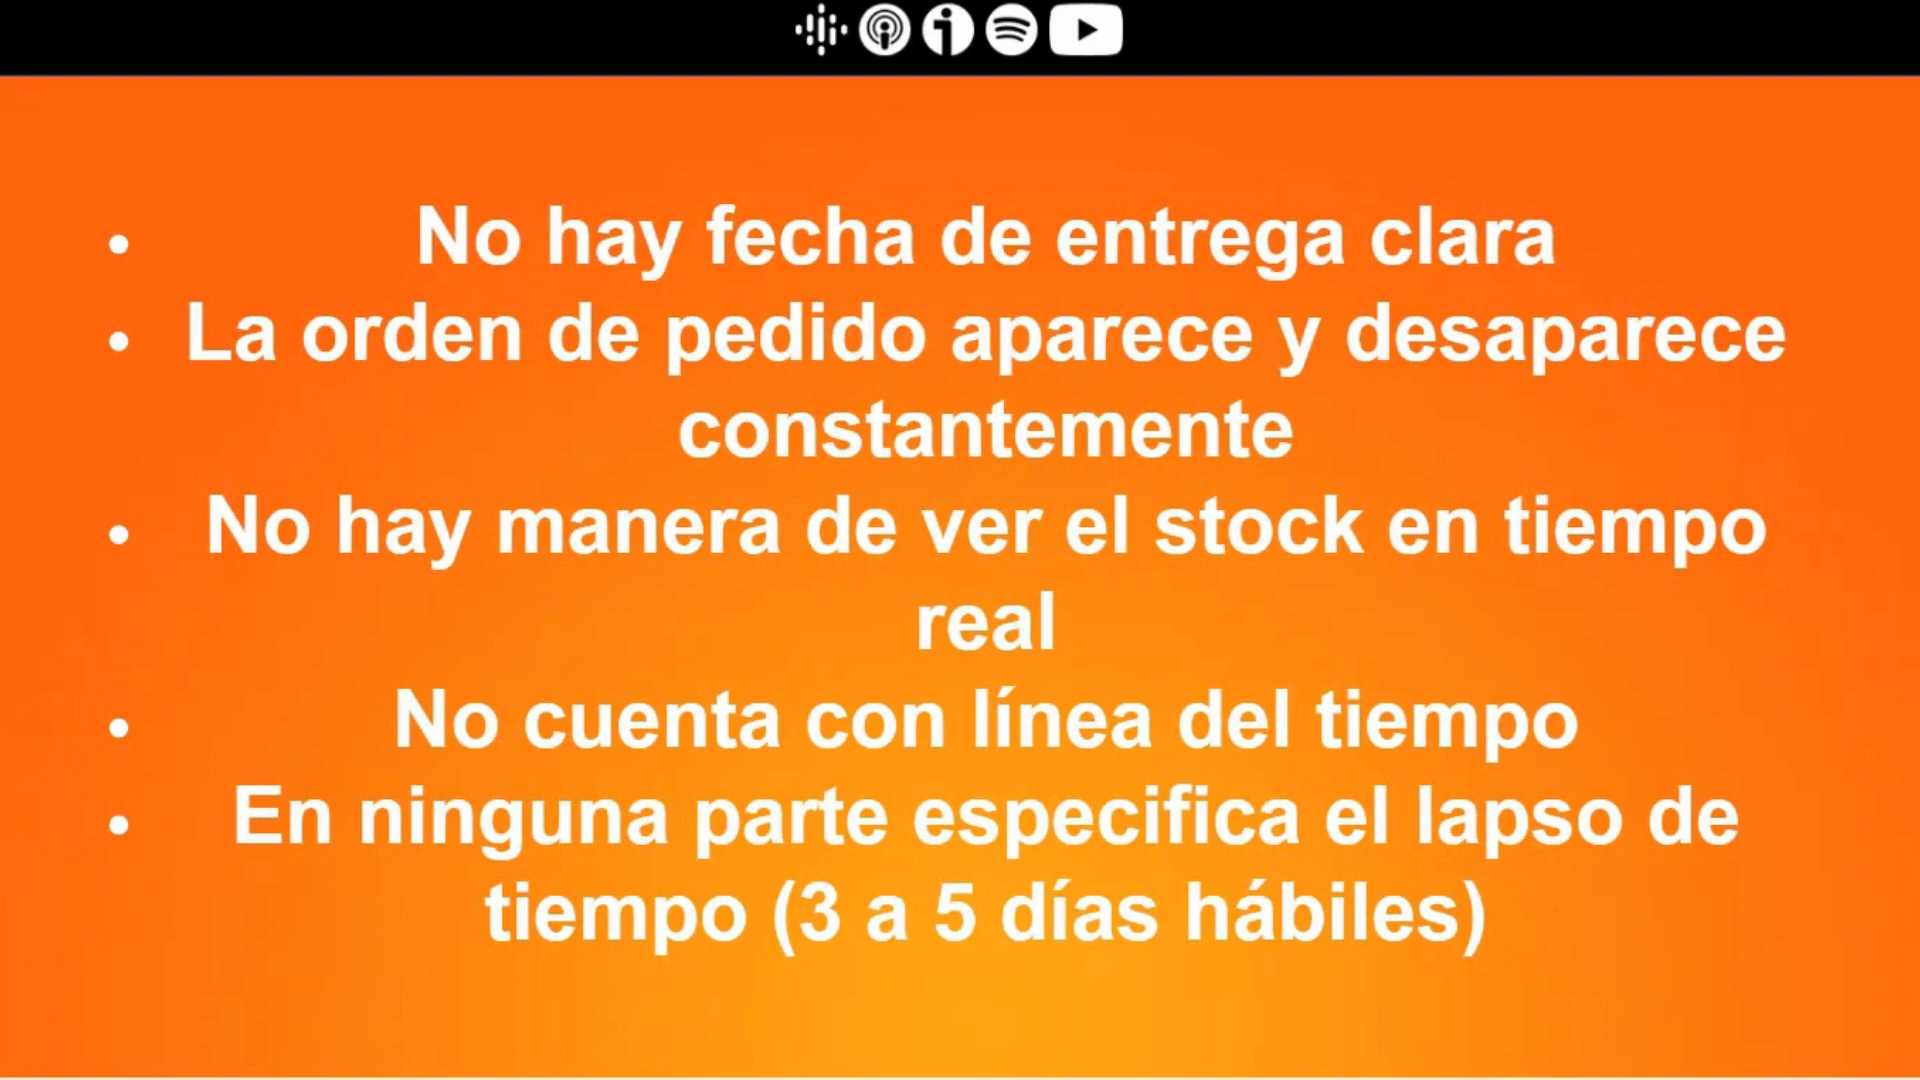 • No hay fecha de entrega clara
• La orden de pedido aparece y desaparece
constantemente
• No hay manera de ver el stock en tiempo
real
• No cuenta con línea del tiempo
• En ninguna parte especifica el lapso de
tiempo (3 a 5 días hábiles)